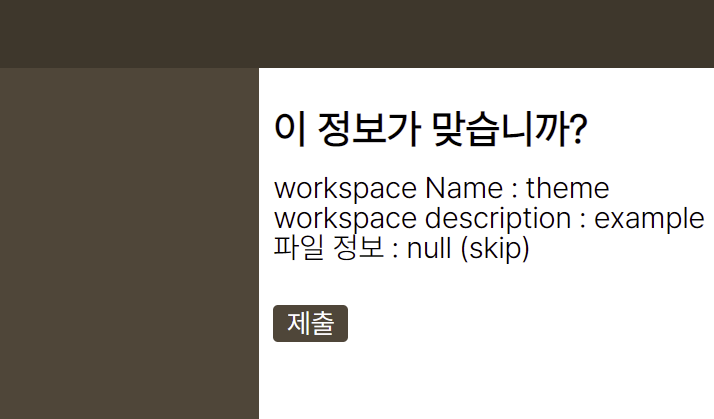 이 정보가 맞습니까?
workspace Name : theme
workspace description : example
파일 정보 : null (skip)
제출